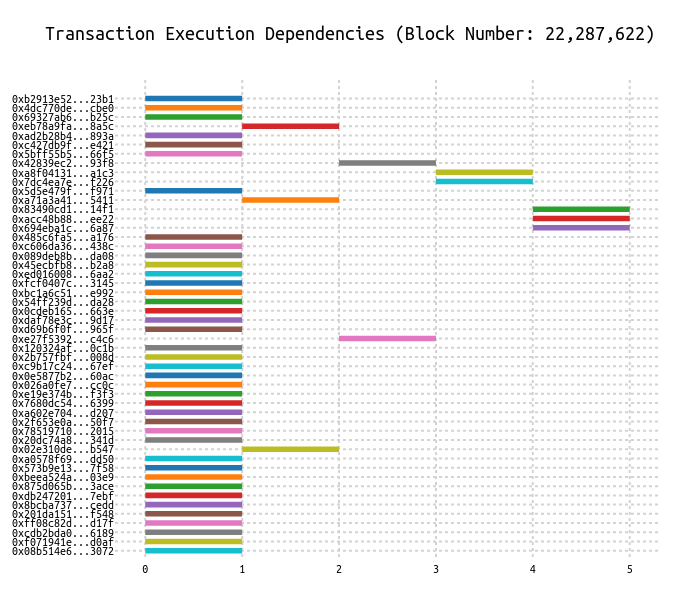 Transaction Execution Dependencies (Block Number: 22,287,622)
0xb2913e52...23b1
0x4dc770de...cbe0
0x69327ab6...b25c
0xeb78a9fa...8a5c
0xad2b28b4...893a
0xc427db9f...e421
0x5bff55b5...66f5
0x42839ec2...93f8
0xa8f04131...a1c3
0x7dc4ea7e...f226
0x5d5e479f...f971
0xa71a3a41...5411
0x83490cd1...14f1
0xacc48b88...ee22
0x694eba1c...6a87
0x485c6fa5...a176
0xc606da36...438c
0x089deb8b...da08
0x45ecbfb8...b2a8
0xed016008...6aa2
0xfcf0407c...3145
0xbc1a6c51...e992
0x54ff239d...da28
0x0cdeb165...663e
0xdaf78e3c...9d17
0xd69b6f0f...965f
0xe27f5392...c4c6
0x120324af...0c1b
0x2b757fbf...008d
0xc9b17c24...67ef
0x0e5877b2...60ac
0x026a0fe7...cc0c
0xe19e374b...f3f3
0x7680dc54...6399
0xa602e704...d207
0x2f653e0a...50f7
0x78519710...2015
0x20dc74a8...341d
0x02e310de...b547
0xa0578f69...dd50
0x573b9e13...7f58
0xbeea524a...03e9
0x875d065b...3ace
0xdb247201...7ebf
0x8bcba737...cedd
0x201da151...f548
0xff08c82d...d17f
0xcdb2bda0...6189
0xf071941e...d0af
0x08b514e6...3072
0 1 2 3 4 5